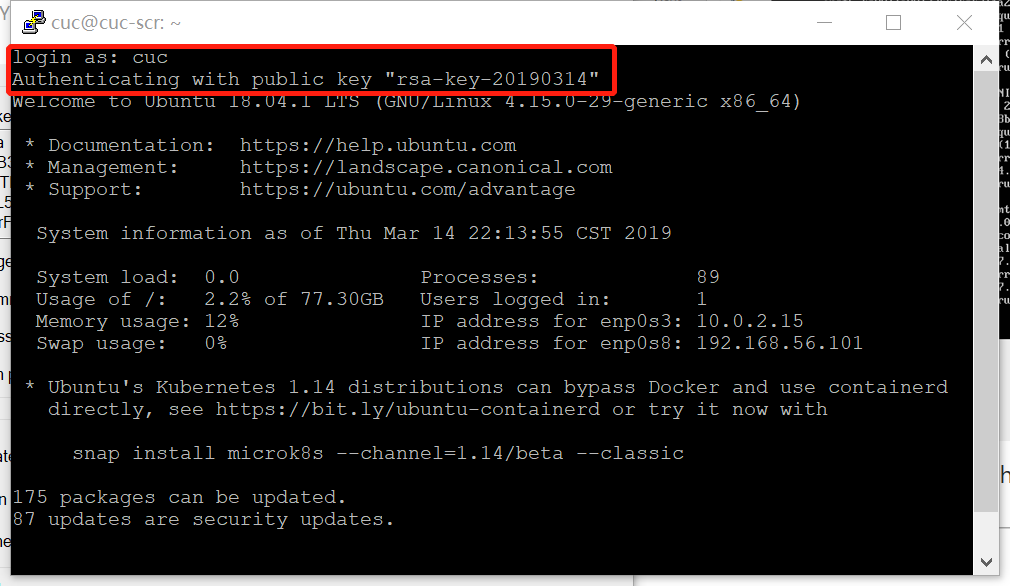 cuc@cuc-scr: ~
login as: cuc
Authenticating with public key "rsa-key-20190314"
Welcome to Ubuntu 18.04.1 LTS (GNU/Linux 4.15.0-29-generic x86_64)
* Documentation: https://help.ubuntu.com
* Management: https://landscape.canonical.com
* Support: https://ubuntu.com/advantage
System information as of Thu Mar 14 22:13:55 CST 2019
System load: 0.0 Processes: 89
Usage of /: 2.2% of 77.30GB Users logged in: 1
Memory usage: 12% IP address for enp0s3: 10.0.2.15
Swap usage: 0% IP address for enp0s8: 192.168.56.101
* Ubuntu's Kubernetes 1.14 distributions can bypass Docker and use containerd
directly, see https://bit.ly/ubuntu-containerd or try it now with
snap install microk8s --channel=1.14/beta --classic
175 packages can be updated.
87 updates are security updates.